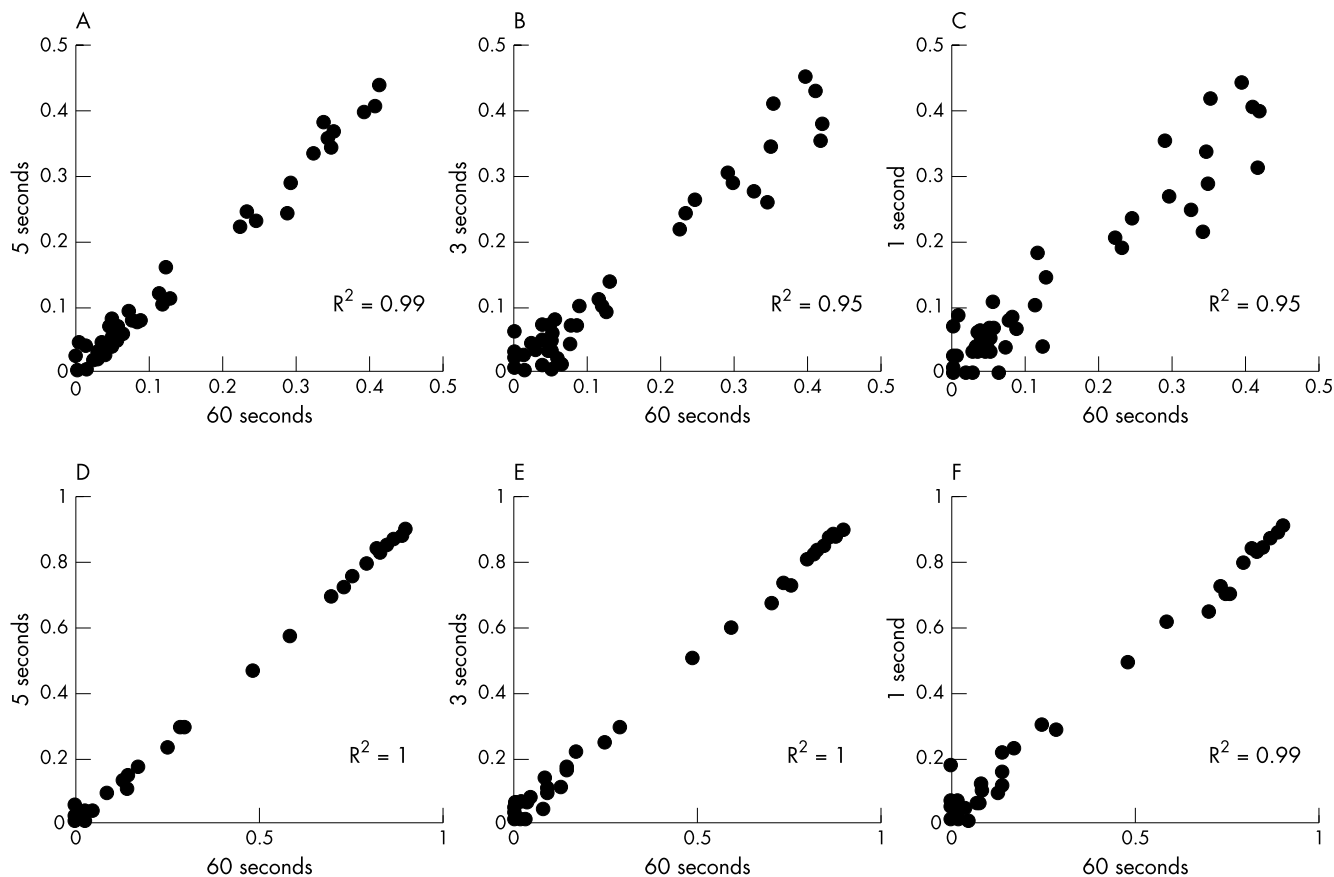 A
0.5
0.4
0.3
0.2
0.1
0
5 seconds
R² = 0.99
0 0.1 0.2 0.3 0.4 0.5
60 seconds
B
0.5
0.4
0.3
0.2
0.1
0
3 seconds
R² = 0.95
0 0.1 0.2 0.3 0.4 0.5
60 seconds
C
0.5
0.4
0.3
0.2
0.1
0
1 second
R² = 0.95
0 0.1 0.2 0.3 0.4 0.5
60 seconds
D
1
0.8
0.6
0.4
0.2
0
5 seconds
R² = 1
0 0.5 1
60 seconds
E
1
0.8
0.6
0.4
0.2
0
3 seconds
R² = 1
0 0.5 1
60 seconds
F
1
0.8
0.6
0.4
0.2
0
1 second
R² = 0.99
0 0.5 1
60 seconds